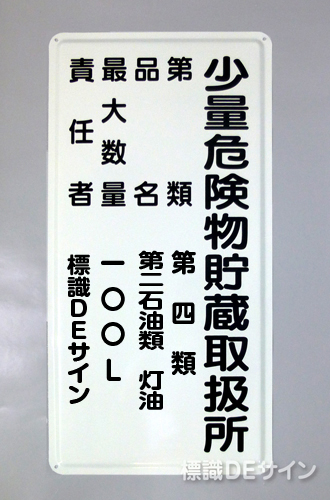 少量危険物貯蔵取扱所
第類 第四類
品名 第二石油類 灯油
最大数量 一〇〇L
責任者 標識DEサイン
標識DEサイン